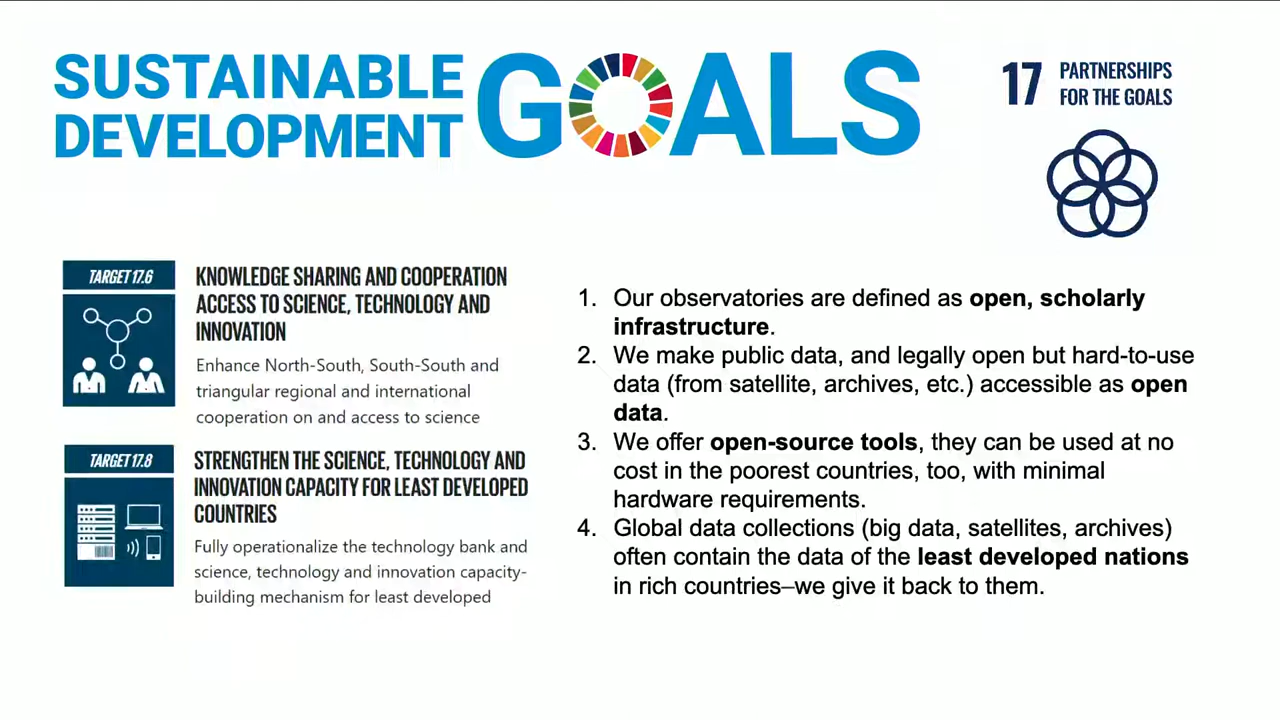 SUSTAINABLE
DEVELOPMENT
GOALS
17 PARTNERSHIPS
FOR THE GOALS
TARGET 17.6
KNOWLEDGE SHARING AND COOPERATION
ACCESS TO SCIENCE, TECHNOLOGY AND
INNOVATION
Enhance North-South, South-South and
triangular regional and international
cooperation on and access to science
TARGET 17.8
STRENGTHEN THE SCIENCE, TECHNOLOGY AND
INNOVATION CAPACITY FOR LEAST DEVELOPED
COUNTRIES
Fully operationalize the technology bank and
science, technology and innovation capacity-
building mechanism for least developed
1. Our observatories are defined as open, scholarly
infrastructure.
2. We make public data, and legally open but hard-to-use
data (from satellite, archives, etc.) accessible as open
data.
3. We offer open-source tools, they can be used at no
cost in the poorest countries, too, with minimal
hardware requirements.
4. Global data collections (big data, satellites, archives)
often contain the data of the least developed nations
in rich countries–we give it back to them.